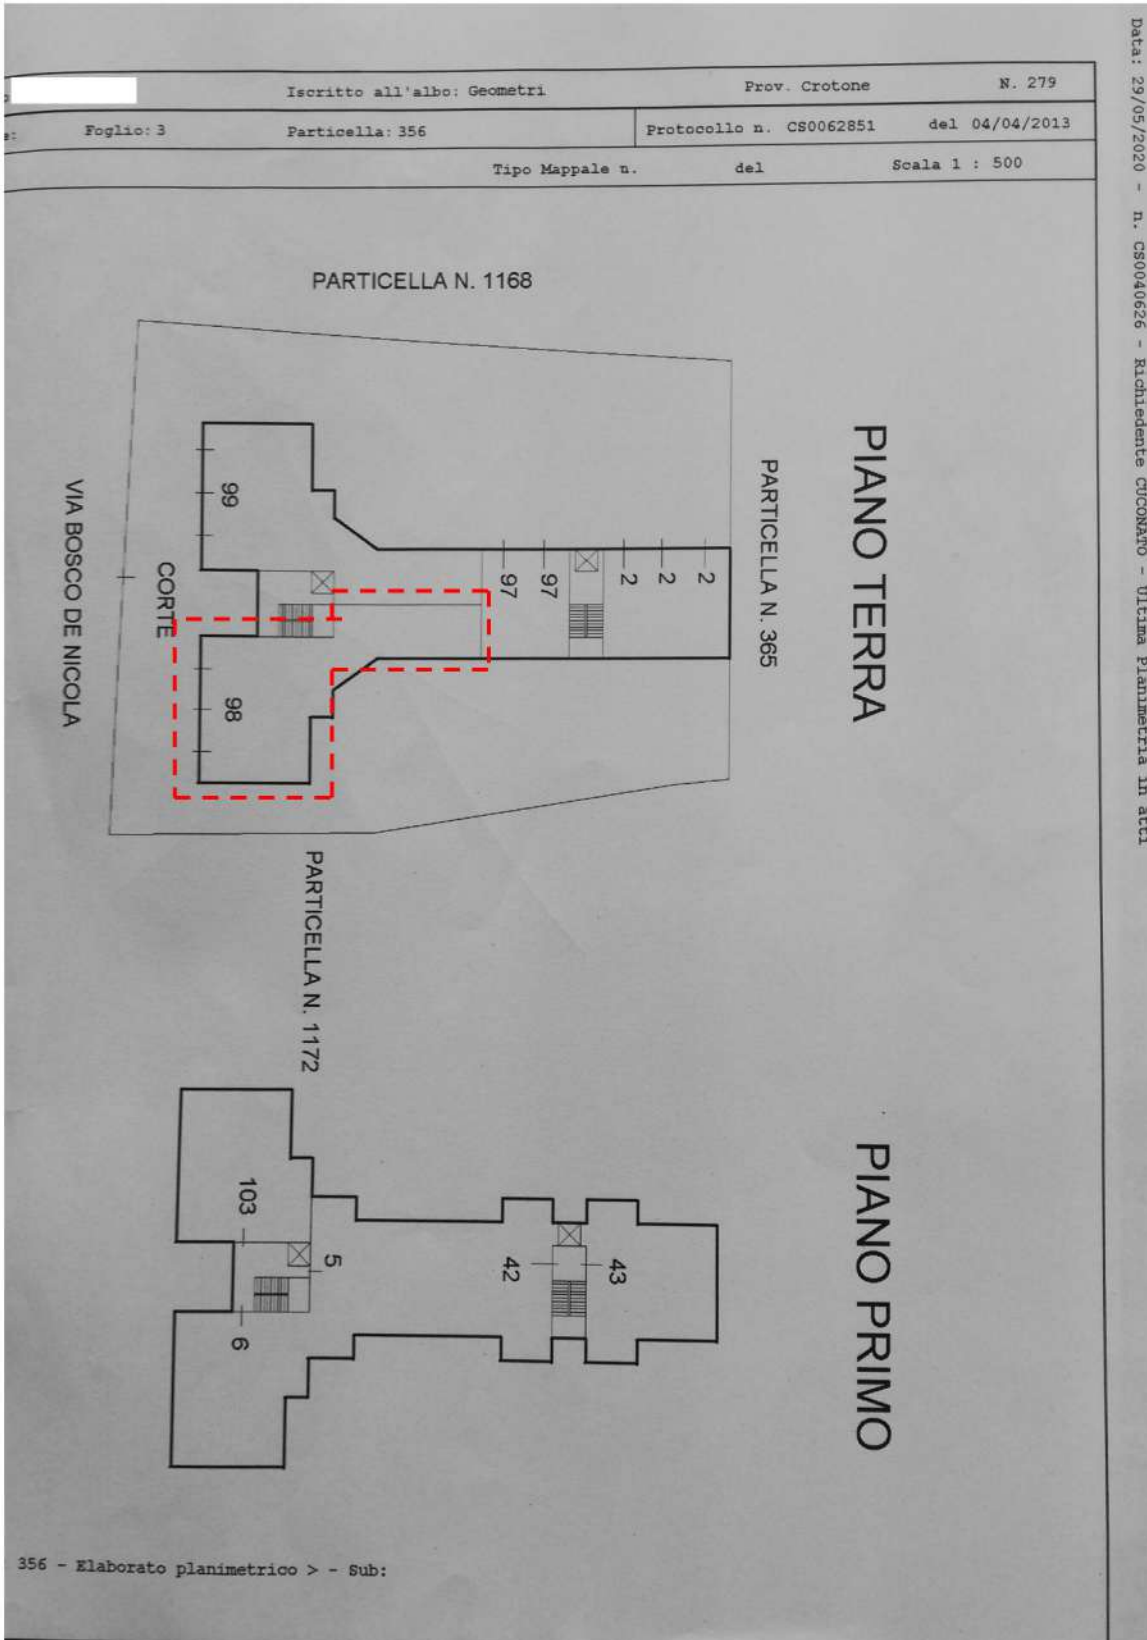 Iscritto all'albo: Geometri Prov. Crotone N. 279
Foglio: 3 Particella: 356 Protocollo n. CS0062851 del 04/04/2013
Tipo Mappale n. del Scala 1 : 500
Data: 29/05/2020 - n. CS0040626 - Richiedente CUCONATO - Ultima Planimetria in atti
PARTICELLA N. 1168
PIANO TERRA
PARTICELLA N. 365
99
97
97
2
2
2
98
CORTE
VIA BOSCO DE NICOLA
PARTICELLA N. 1172
PIANO PRIMO
103
5
42
43
6
356 - Elaborato planimetrico > - Sub: